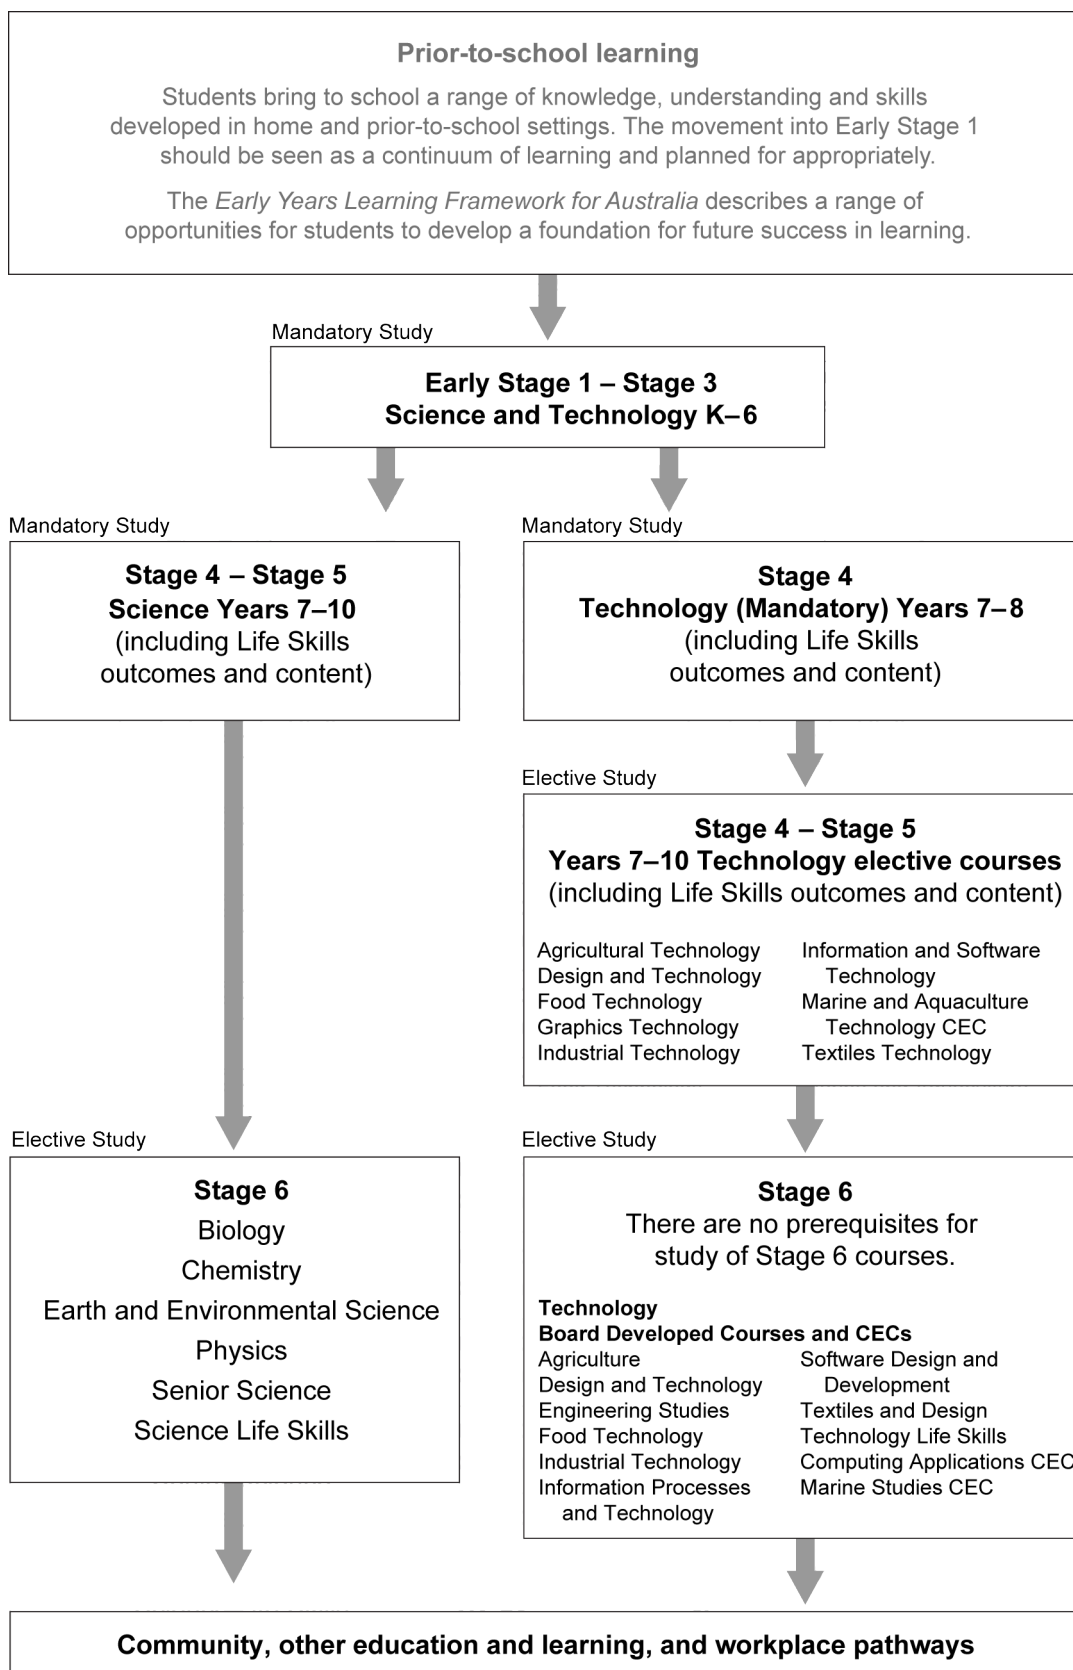 Prior-to-school learning
Students bring to school a range of knowledge, understanding and skills
developed in home and prior-to-school settings. The movement into Early Stage 1
should be seen as a continuum of learning and planned for appropriately.
The Early Years Learning Framework for Australia describes a range of
opportunities for students to develop a foundation for future success in learning.
Mandatory Study
Early Stage 1 – Stage 3
Science and Technology K–6
Mandatory Study
Stage 4 – Stage 5
Science Years 7–10
(including Life Skills
outcomes and content)
Mandatory Study
Stage 4
Technology (Mandatory) Years 7–8
(including Life Skills
outcomes and content)
Elective Study
Stage 4 – Stage 5
Years 7–10 Technology elective courses
(including Life Skills outcomes and content)
Agricultural Technology
Design and Technology
Food Technology
Graphics Technology
Industrial Technology
Information and Software
Technology
Marine and Aquaculture
Technology CEC
Textiles Technology
Elective Study
Stage 6
Biology
Chemistry
Earth and Environmental Science
Physics
Senior Science
Science Life Skills
Elective Study
Stage 6
There are no prerequisites for
study of Stage 6 courses.
Technology
Board Developed Courses and CECs
Agriculture
Design and Technology
Engineering Studies
Food Technology
Industrial Technology
Information Processes
and Technology
Software Design and
Development
Textiles and Design
Technology Life Skills
Computing Applications CEC
Marine Studies CEC
Community, other education and learning, and workplace pathways